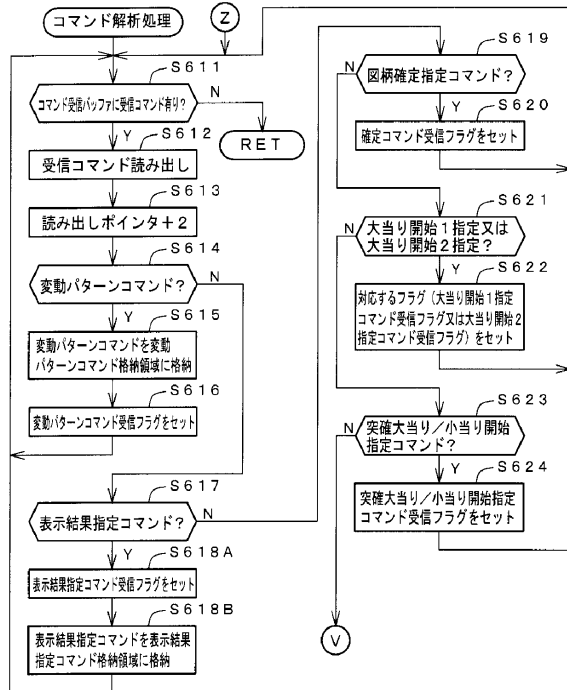 コマンド解析処理
Z
S611
コマンド受信バッファに受信コマンド有り?
N
Y
RET
S612
受信コマンド読み出し
S613
読み出しポインタ+2
S614
変動パターンコマンド?
N
Y
S615
変動パターンコマンドを変動
パターンコマンド格納領域に格納
S616
変動パターンコマンド受信フラグをセット
S617
表示結果指定コマンド?
N
Y
S618A
表示結果指定コマンド受信フラグをセット
S618B
表示結果指定コマンドを表示結果
指定コマンド格納領域に格納
S619
N
図柄確定指定コマンド?
Y
S620
確定コマンド受信フラグをセット
S621
N
大当り開始1指定又は
大当り開始2指定?
Y
S622
対応するフラグ(大当り開始1指定
コマンド受信フラグ又は大当り開始2
指定コマンド受信フラグ)をセット
S623
N
突確大当り/小当り開始
指定コマンド?
Y
S624
突確大当り/小当り開始指定
コマンド受信フラグをセット
V